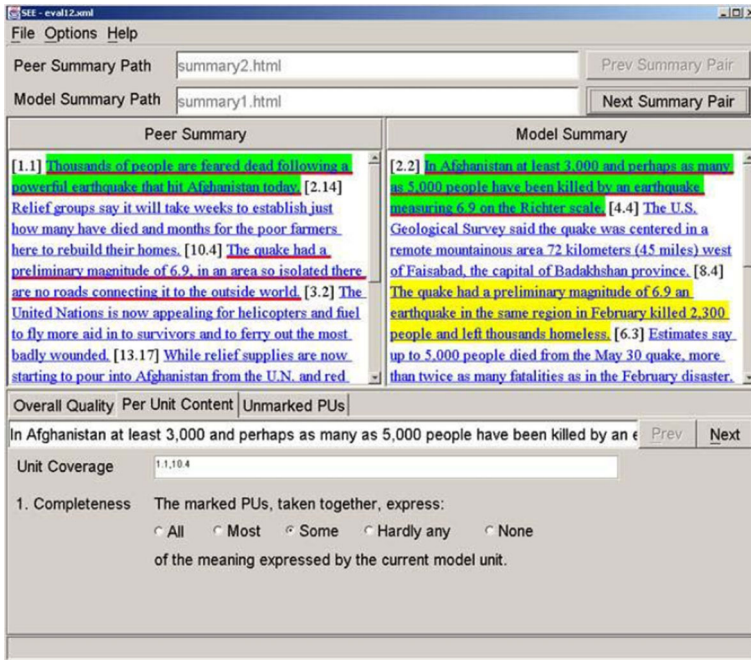 SEE - eval12.xml
File Options Help
Peer Summary Path summary2.html Prev Summary Pair
Model Summary Path summary1.html Next Summary Pair
Peer Summary
[1.1] Thousands of people are feared dead following a
powerful earthquake that hit Afghanistan today. [2.14]
Relief groups say it will take weeks to establish just
how many have died and months for the poor farmers
here to rebuild their homes. [10.4] The quake had a
preliminary magnitude of 6.9, in an area so isolated there
are no roads connecting it to the outside world. [3.2] The
United Nations is now appealing for helicopters and fuel
to fly more aid in to survivors and to ferry out the most
badly wounded. [13.17] While relief supplies are now
starting to pour into Afghanistan from the U.N. and red
Model Summary
[2.2] In Afghanistan at least 3,000 and perhaps as many
as 5,000 people have been killed by an earthquake
measuring 6.9 on the Richter scale. [4.4] The U.S.
Geological Survey said the quake was centered in a
remote mountainous area 72 kilometers (45 miles) west
of Faisabad, the capital of Badakhshan province. [8.4]
The quake had a preliminary magnitude of 6.9 an
earthquake in the same region in February killed 2,300
people and left thousands homeless. [6.3] Estimates say
up to 5,000 people died from the May 30 quake, more
than twice as many fatalities as in the February disaster.
Overall Quality Per Unit Content Unmarked PUs
In Afghanistan at least 3,000 and perhaps as many as 5,000 people have been killed by an e Prev Next
Unit Coverage 1.1,10.4
1. Completeness The marked PUs, taken together, express:
All Most Some Hardly any None
of the meaning expressed by the current model unit.